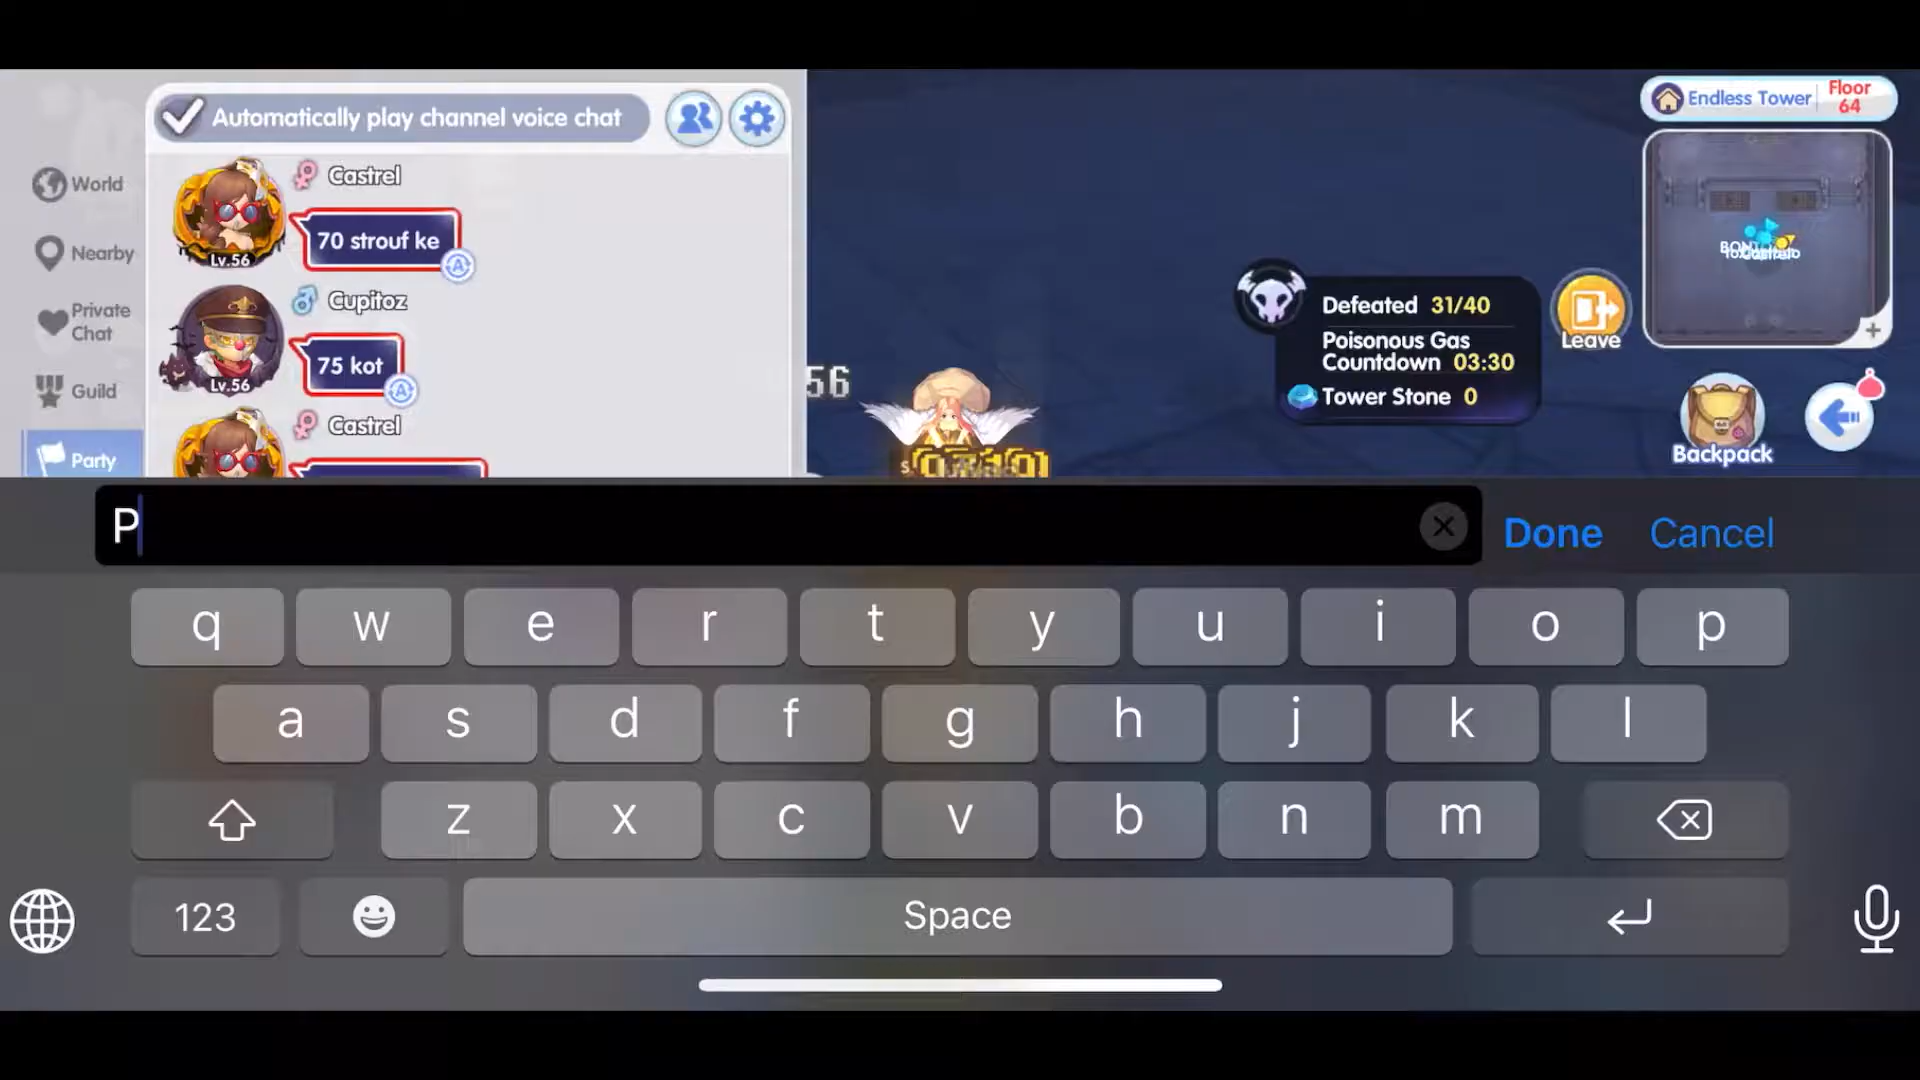 Automatically play channel voice chat
World
Nearby
Private
Chat
Guild
Party
Castrel
70 strouf ke
Lv.56
Cupitoz
75 kot
Lv.56
Castrel
56
Endless Tower
Floor
64
Defeated 31/40
Poisonous Gas
Countdown 03:30
Tower Stone 0
Leave
Backpack
P
Done
Cancel
q w e r t y u i o p
a s d f g h j k l
z x c v b n m
123
Space